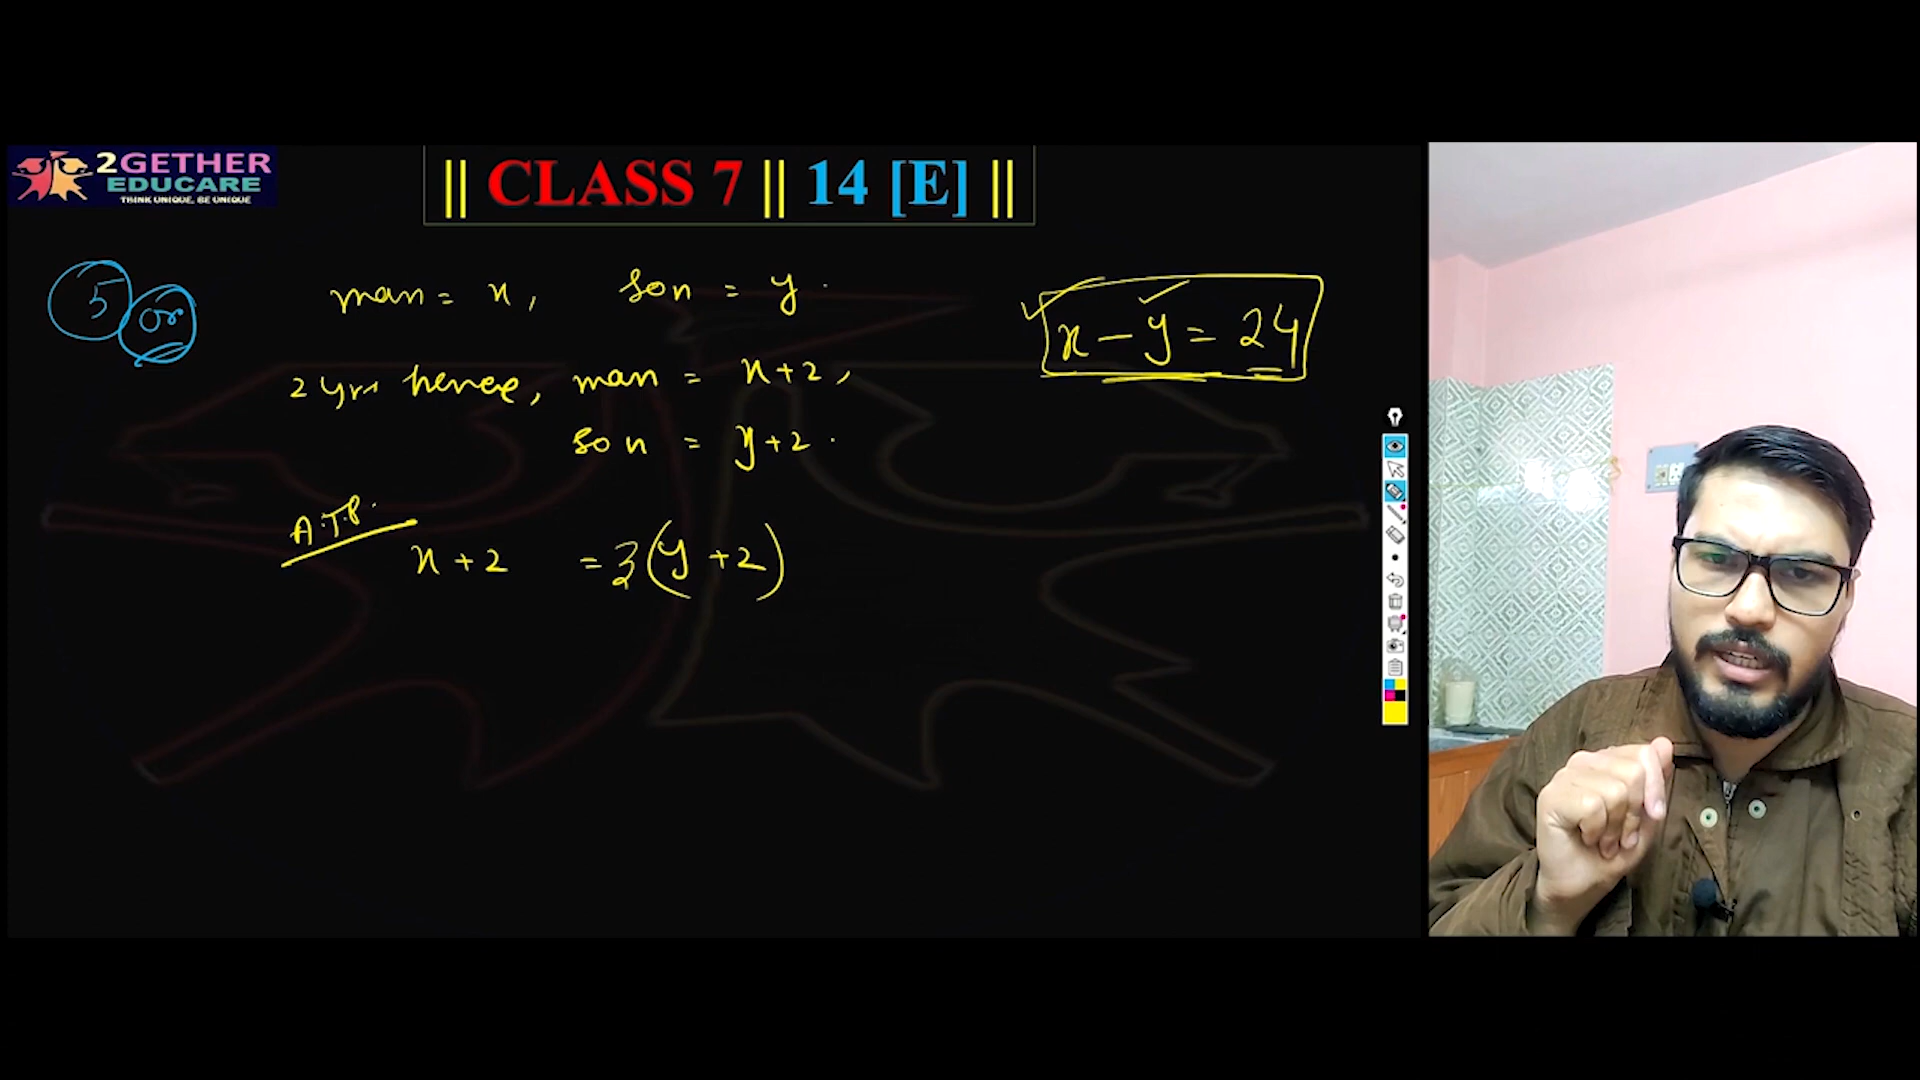 2GETHER
EDUCARE
THINK UNIQUE, BE UNIQUE
|| CLASS 7 || 14 [E] ||
5 or
man = x, son = y.
x - y = 24
2 yrs hence, man = x+2,
son = y+2.
A.T.P.
x + 2 = 3(y + 2)